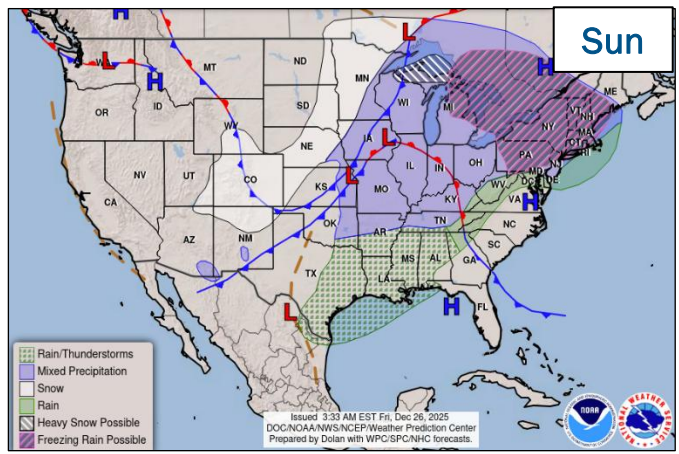 Sun
H
L
WA
L
H
MT
ND
MN
H
OR
ID
SD
WI
MI
ME
VT
NH
NY
MA
CT
RI
WY
NE
IA
L
PA
NJ
NV
UT
CO
KS
L
MO
IL
IN
OH
MD
DE
DC
WV
VA
H
CA
KY
AZ
NM
OK
AR
TN
NC
SC
TX
MS
AL
GA
LA
L
H
FL
Rain/Thunderstorms
Mixed Precipitation
Snow
Rain
Heavy Snow Possible
Freezing Rain Possible
Issued 3:33 AM EST Fri, Dec 26, 2025
DOC/NOAA/NWS/NCEP/Weather Prediction Center
Prepared by Dolan with WPC/SPC/NHC forecasts.
NOAA
NATIONAL WEATHER SERVICE